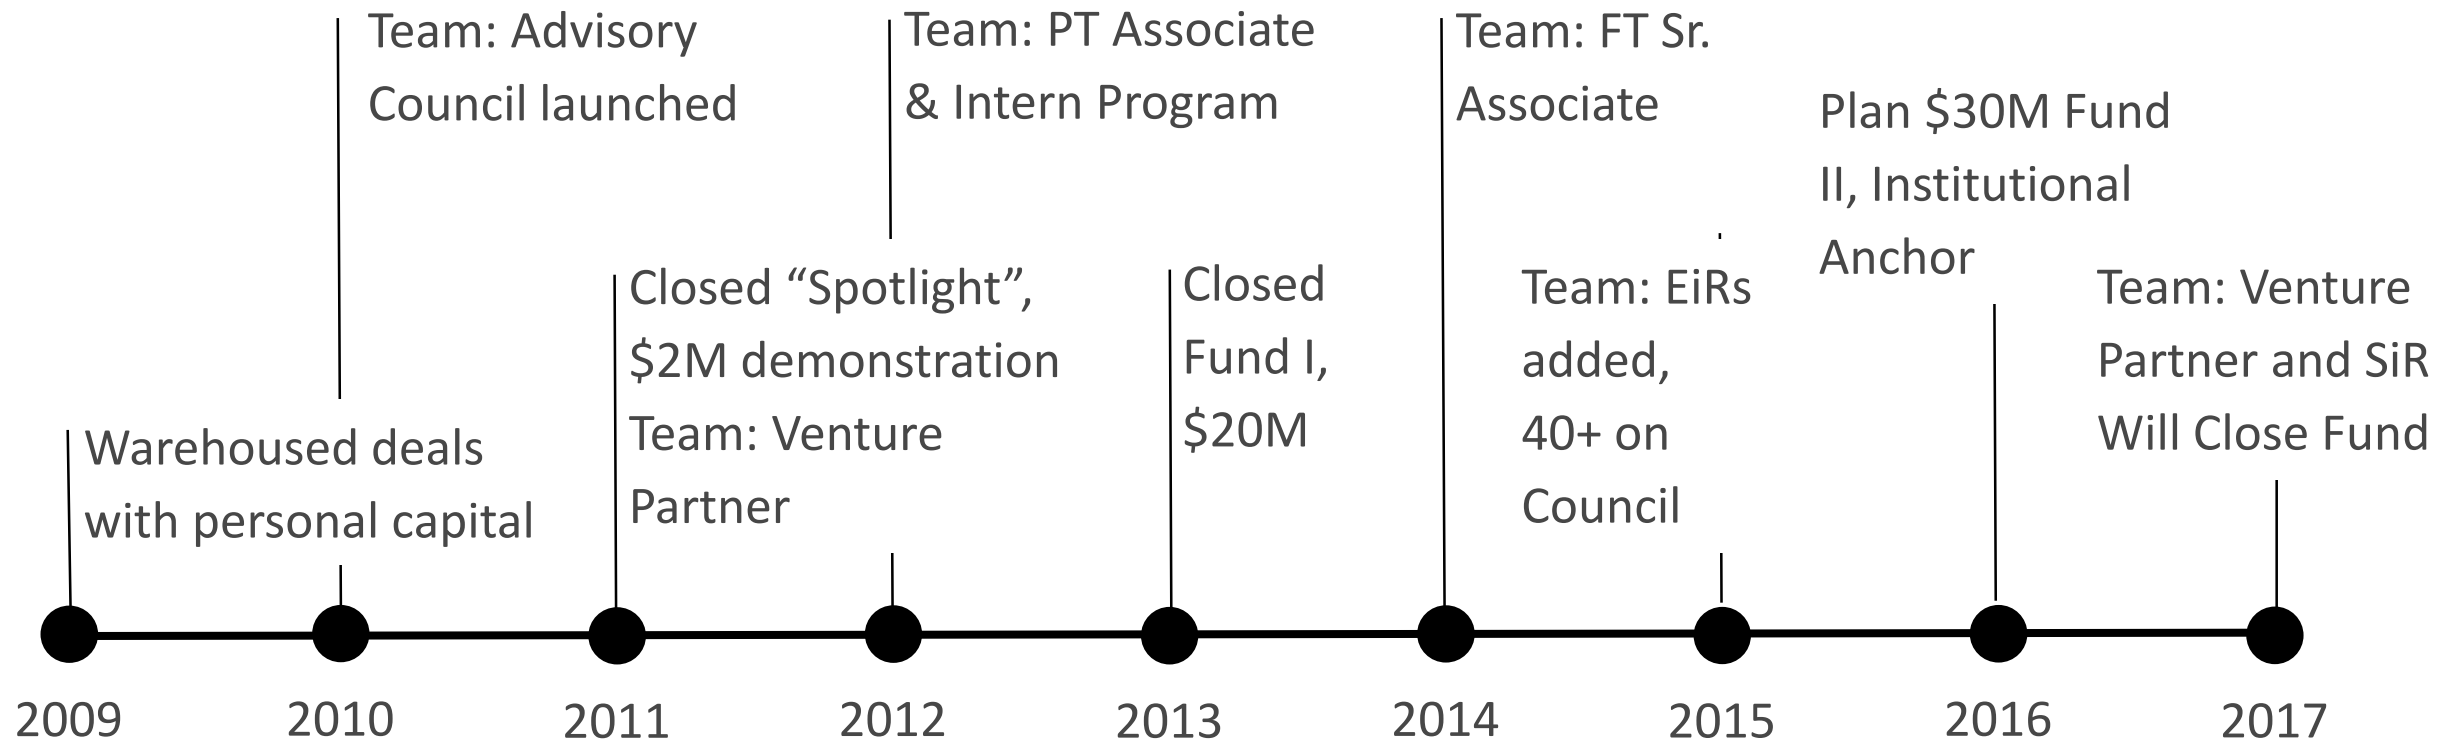 Team: Advisory
Council launched
Team: PT Associate
& Intern Program
Team: FT Sr.
Associate
Plan $30M Fund
II, Institutional
Anchor
Warehoused deals
with personal capital
Closed “Spotlight”,
$2M demonstration
Team: Venture
Partner
Closed
Fund I,
$20M
Team: EiRs
added,
40+ on
Council
Team: Venture
Partner and SiR
Will Close Fund
2009
2010
2011
2012
2013
2014
2015
2016
2017